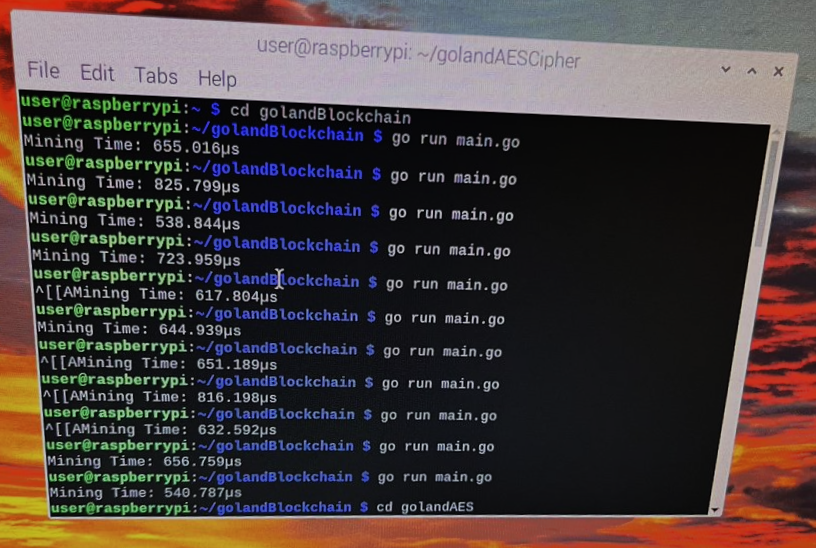 user@raspberrypi: ~/golandAESCipher
File Edit Tabs Help
user@raspberrypi:~ $ cd golandBlockchain
user@raspberrypi:~/golandBlockchain $ go run main.go
Mining Time: 655.016µs
user@raspberrypi:~/golandBlockchain $ go run main.go
Mining Time: 825.799µs
user@raspberrypi:~/golandBlockchain $ go run main.go
Mining Time: 538.844µs
user@raspberrypi:~/golandBlockchain $ go run main.go
Mining Time: 723.959µs
user@raspberrypi:~/golandBlockchain $ go run main.go
^[[AMining Time: 617.804µs
user@raspberrypi:~/golandBlockchain $ go run main.go
Mining Time: 644.939µs
user@raspberrypi:~/golandBlockchain $ go run main.go
^[[AMining Time: 651.189µs
user@raspberrypi:~/golandBlockchain $ go run main.go
^[[AMining Time: 816.198µs
user@raspberrypi:~/golandBlockchain $ go run main.go
^[[AMining Time: 632.592µs
user@raspberrypi:~/golandBlockchain $ go run main.go
Mining Time: 656.759µs
user@raspberrypi:~/golandBlockchain $ go run main.go
Mining Time: 540.787µs
user@raspberrypi:~/golandBlockchain $ cd golandAES